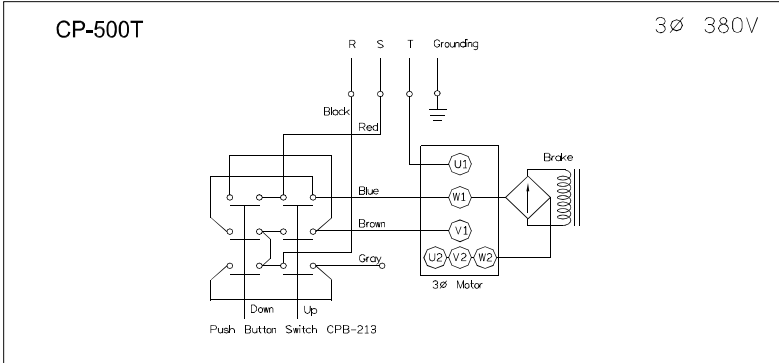 CP-500T
3Ø 380V
R S T Grounding
Black
Red
U1
Brake
Blue
W1
Brown
V1
Gray
U2 V2 W2
3Ø Motor
Down Up
Push Button Switch CPB-213